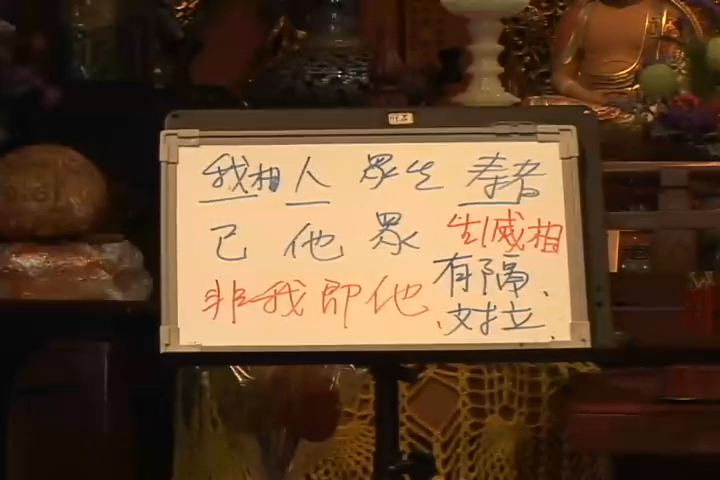 我相 人 眾生 壽者
己 他 眾 生滅相
非我即他 有隔、
、对立、